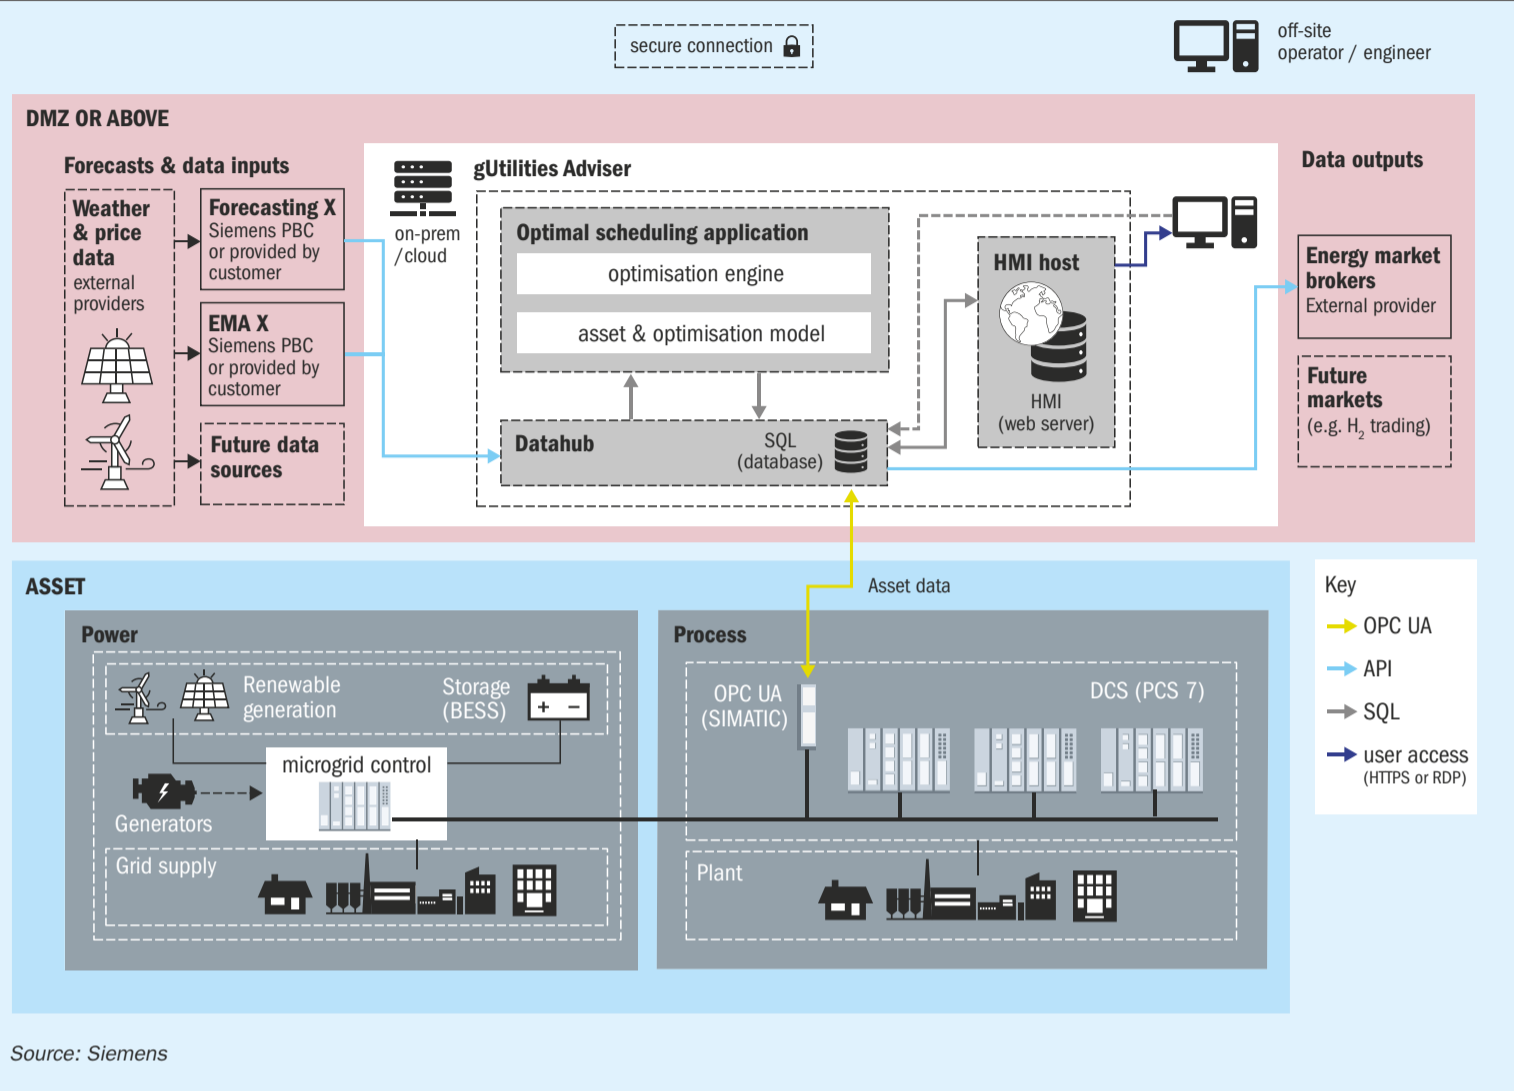 secure connection
off-site
operator / engineer
DMZ OR ABOVE
Forecasts & data inputs
Weather
& price
data
external
providers
Forecasting X
Siemens PBC
or provided by
customer
EMA X
Siemens PBC
or provided by
customer
Future data
sources
on-prem
/cloud
gUtilities Adviser
Optimal scheduling application
optimisation engine
asset & optimisation model
Datahub
SQL
(database)
HMI host
HMI
(web server)
Data outputs
Energy market
brokers
External provider
Future
markets
(e.g. H₂ trading)
ASSET
Asset data
Power
Renewable
generation
Storage
(BESS)
microgrid control
Generators
Grid supply
Process
OPC UA
(SIMATIC)
DCS (PCS 7)
Plant
Key
OPC UA
API
SQL
user access
(HTTPS or RDP)
Source: Siemens